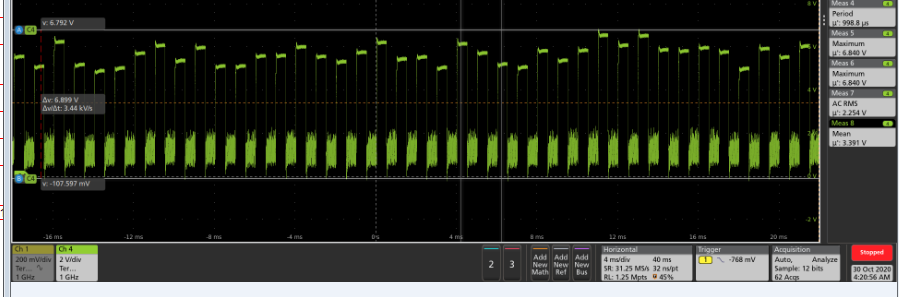 Meas 4
Period
µ': 998.8 µs
Meas 5
Maximum
µ': 6.840 V
Meas 6
Maximum
µ': 6.840 V
Meas 7
AC RMS
µ': 2.254 V
Meas 8
Mean
µ': 3.391 V
8 V
A C4
v: 6.792 V
4 V
Δv: 6.899 V
Δv/Δt: 3.44 kV/s
B C4
v: -107.597 mV
-2 V
-16 ms
-12 ms
-8 ms
-4 ms
0 s
4 ms
8 ms
12 ms
16 ms
20 ms
Ch 1
200 mV/div
Ter...
1 GHz
Ch 4
2 V/div
Ter...
1 GHz
2
3
Add New Math
Add New Ref
Add New Bus
Horizontal
4 ms/div 40 ms
SR: 31.25 MS/s 32 ns/pt
RL: 1.25 Mpts 45%
Trigger
1 -768 mV
Acquisition
Auto, Analyze
Sample: 12 bits
62 Acqs
Stopped
30 Oct 2020
4:20:56 AM